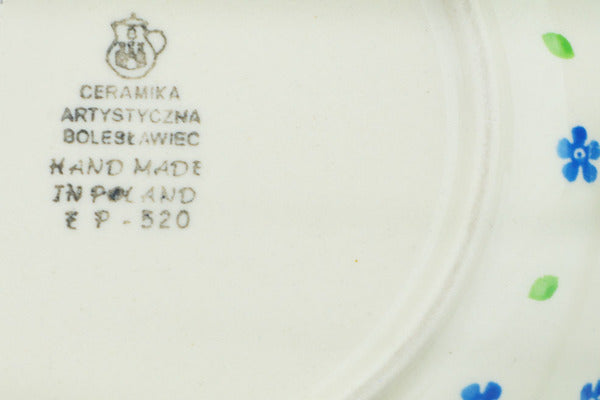 CERAMIKA
ARTYSTYCZNA
BOLESŁAWIEC
HAND MADE
IN POLAND
E P - 520